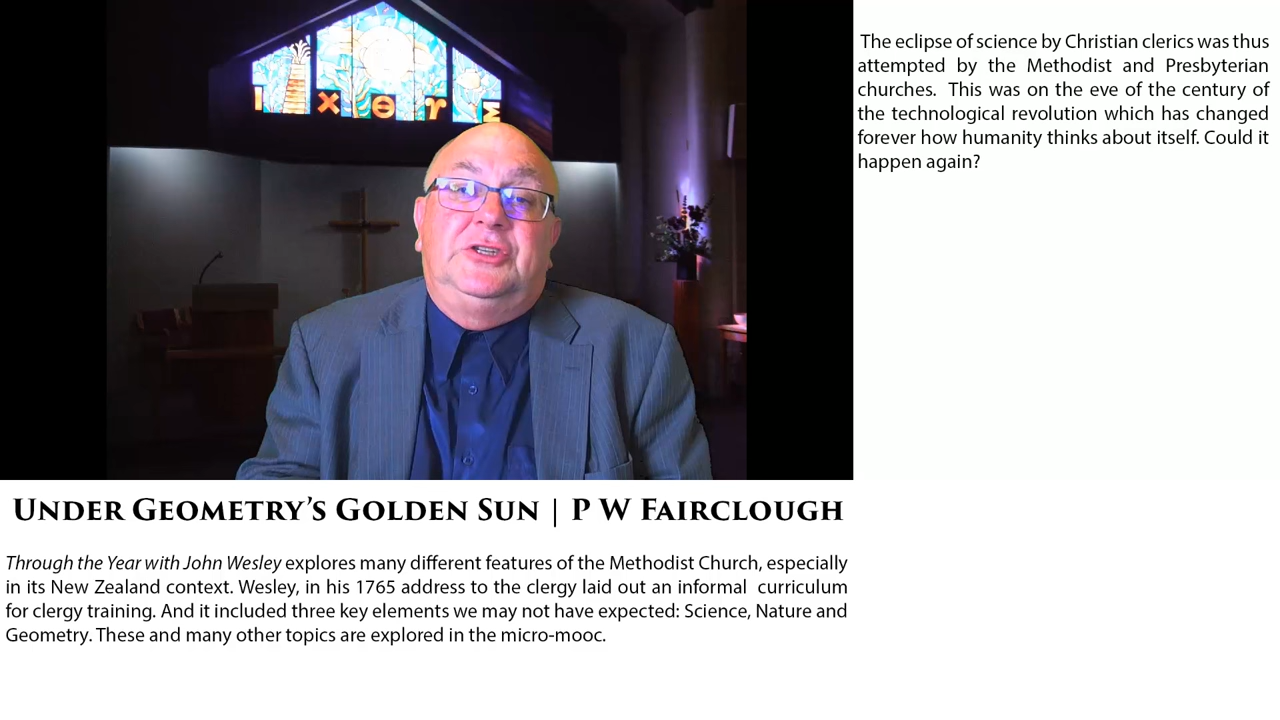 I Χ Θ Υ Σ
The eclipse of science by Christian clerics was thus
attempted by the Methodist and Presbyterian
churches. This was on the eve of the century of
the technological revolution which has changed
forever how humanity thinks about itself. Could it
happen again?
Under Geometry's Golden Sun | P W Fairclough
Through the Year with John Wesley explores many different features of the Methodist Church, especially
in its New Zealand context. Wesley, in his 1765 address to the clergy laid out an informal curriculum
for clergy training. And it included three key elements we may not have expected: Science, Nature and
Geometry. These and many other topics are explored in the micro-mooc.